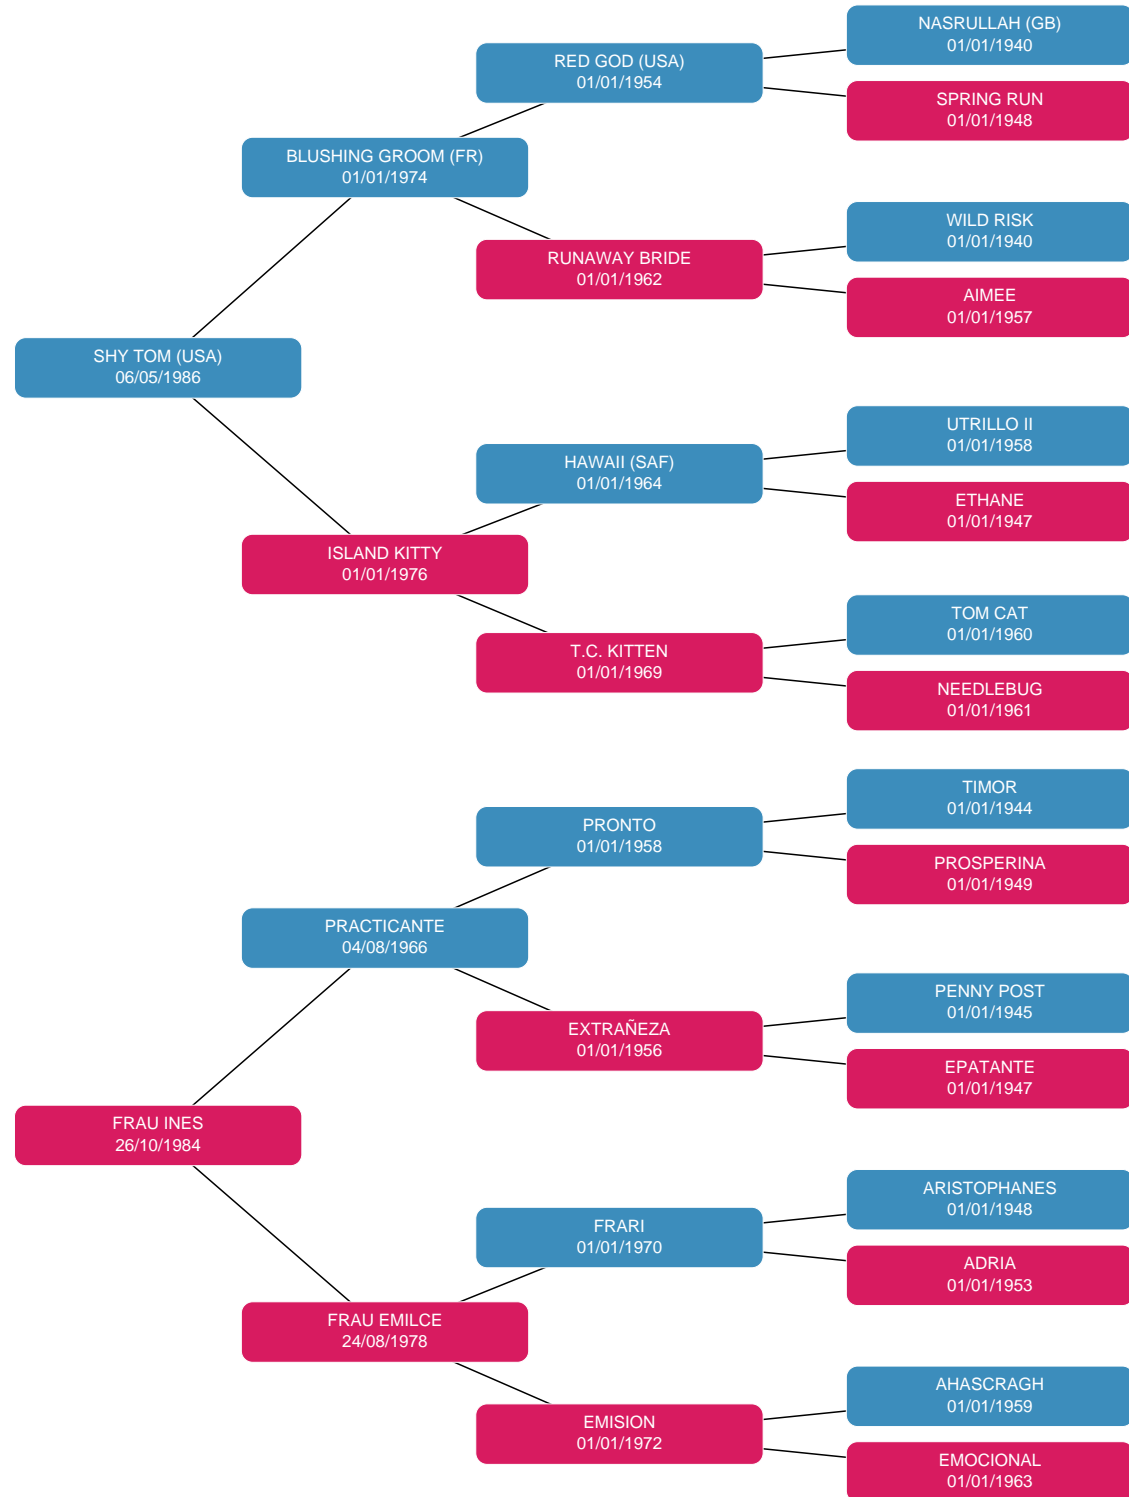 NASRULLAH (GB)
01/01/1940
RED GOD (USA)
01/01/1954
SPRING RUN
01/01/1948
BLUSHING GROOM (FR)
01/01/1974
WILD RISK
01/01/1940
RUNAWAY BRIDE
01/01/1962
AIMEE
01/01/1957
SHY TOM (USA)
06/05/1986
UTRILLO II
01/01/1958
HAWAII (SAF)
01/01/1964
ETHANE
01/01/1947
ISLAND KITTY
01/01/1976
TOM CAT
01/01/1960
T.C. KITTEN
01/01/1969
NEEDLEBUG
01/01/1961
TIMOR
01/01/1944
PRONTO
01/01/1958
PROSPERINA
01/01/1949
PRACTICANTE
04/08/1966
PENNY POST
01/01/1945
EXTRAÑEZA
01/01/1956
EPATANTE
01/01/1947
FRAU INES
26/10/1984
ARISTOPHANES
01/01/1948
FRARI
01/01/1970
ADRIA
01/01/1953
FRAU EMILCE
24/08/1978
AHASCRAGH
01/01/1959
EMISION
01/01/1972
EMOCIONAL
01/01/1963